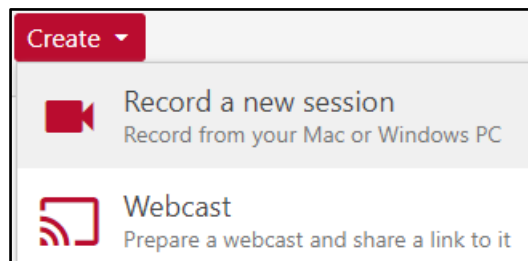 Create
Record a new session
Record from your Mac or Windows PC
Webcast
Prepare a webcast and share a link to it